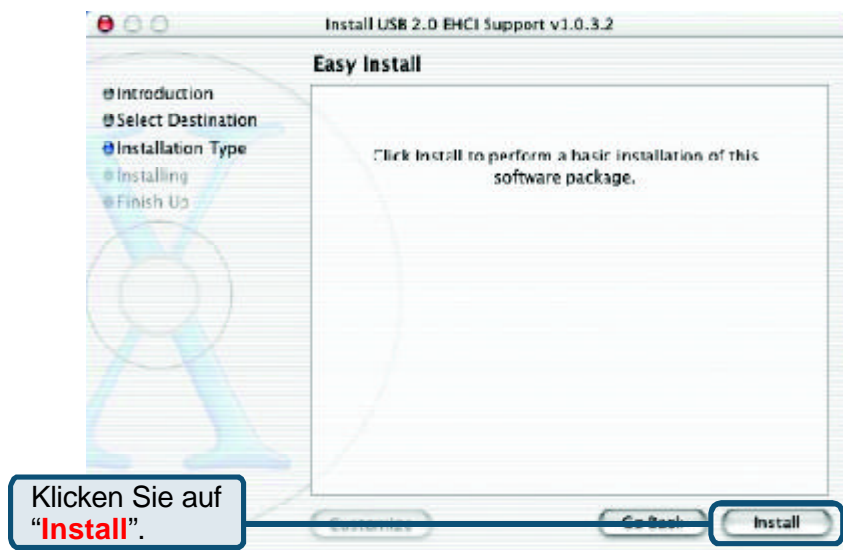 Install USB 2.0 EHCI Support v1.0.3.2
Easy Install
Introduction
Select Destination
Installation Type
Installing
Finish Up
Click Install to perform a basic installation of this
software package.
Klicken Sie auf
“Install”.
Customize
Go Back
Install